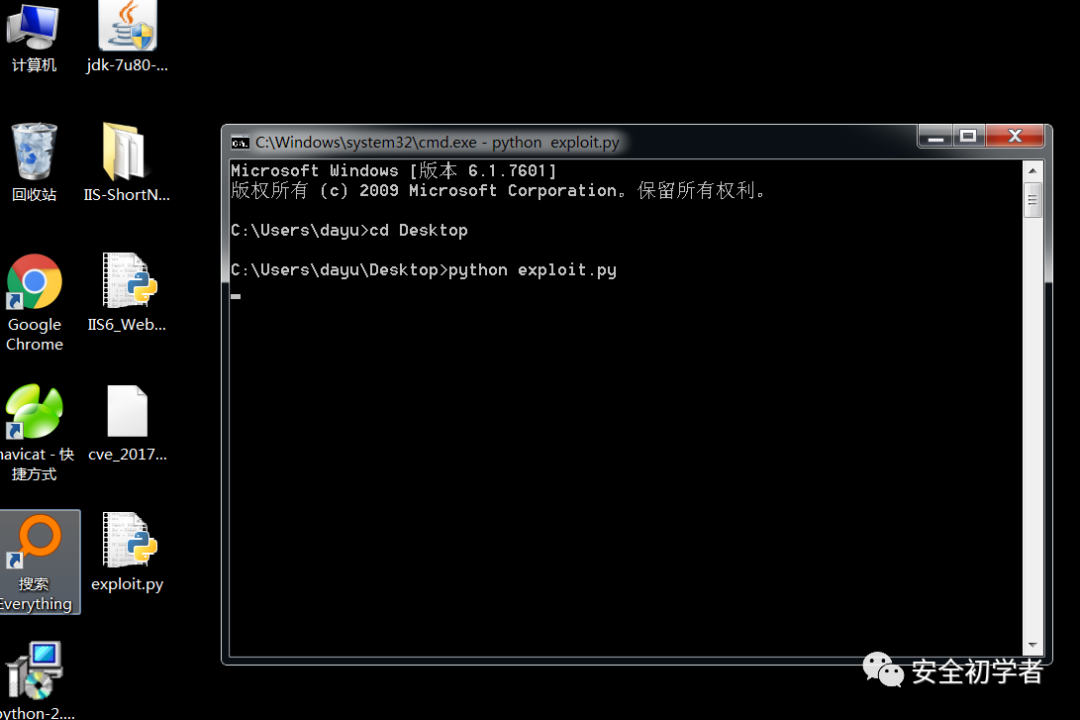 计算机
jdk-7u80-...
回收站
IIS-ShortN...
Google
Chrome
IIS6_Web...
navicat - 快
捷方式
cve_2017...
搜索
Everything
exploit.py
python-2....
C:\Windows\system32\cmd.exe - python exploit.py
Microsoft Windows [版本 6.1.7601]
版权所有 (c) 2009 Microsoft Corporation。保留所有权利。
C:\Users\dayu>cd Desktop
C:\Users\dayu\Desktop>python exploit.py
安全初学者